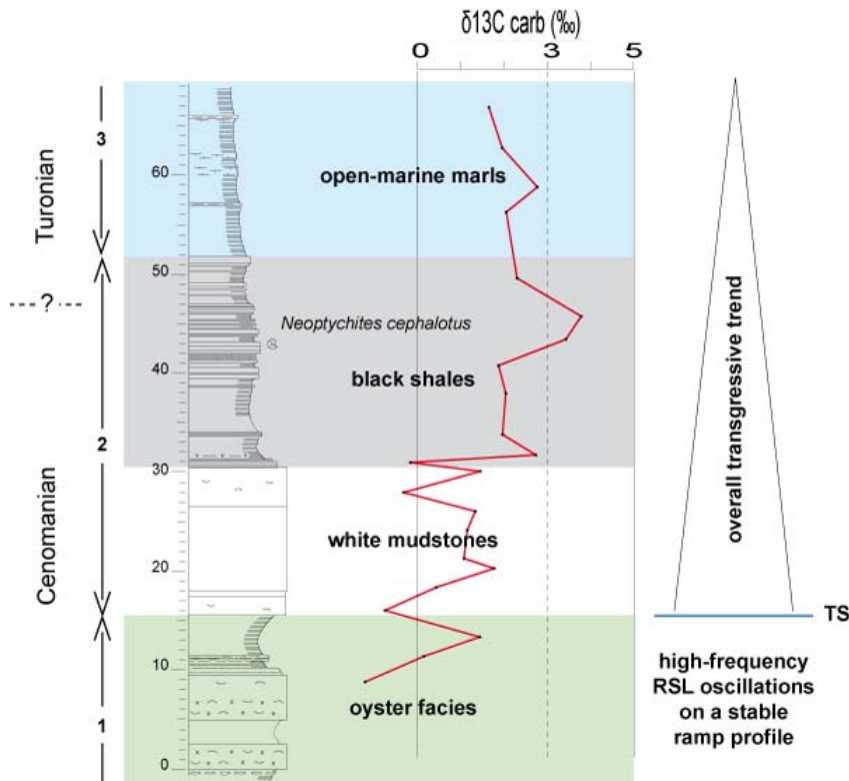 δ13C carb (‰)
0 3 5
Turonian
3
60
open-marine marls
50
?
Neoptychites cephalotus
40
black shales
2
30
Cenomanian
white mudstones
20
overall transgressive trend
TS
10
oyster facies
1
0
high-frequency
RSL oscillations
on a stable
ramp profile